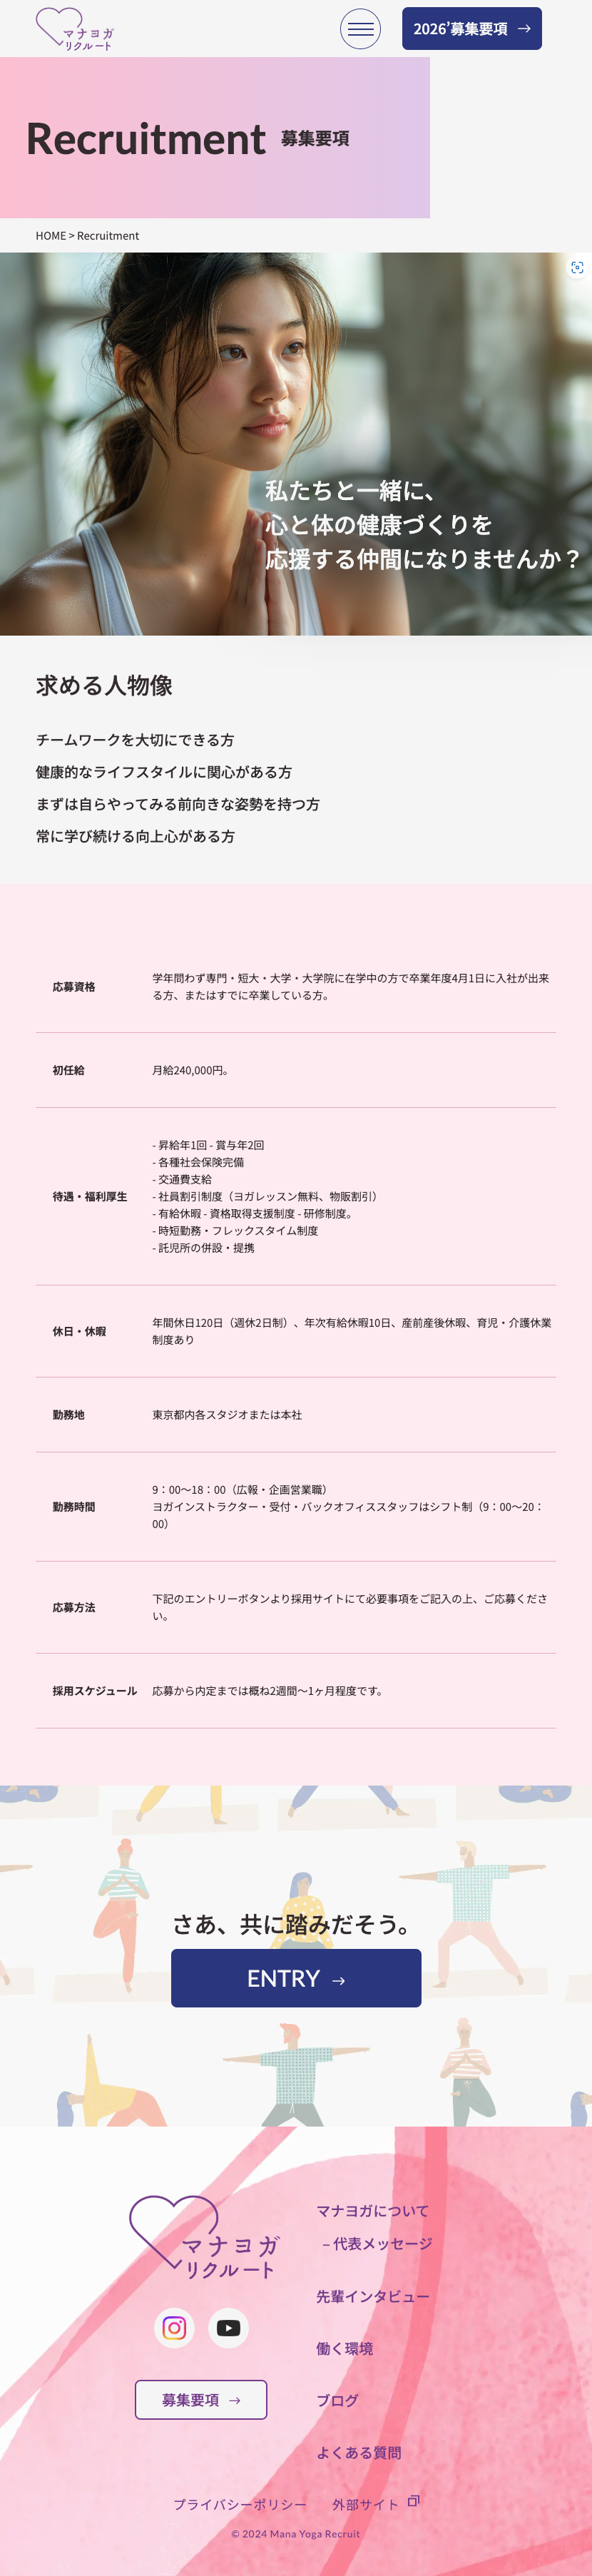 マナヨガ
リクルート
2026’募集要項 →
Recruitment 募集要項
HOME > Recruitment
私たちと一緒に、
心と体の健康づくりを
応援する仲間になりませんか？
求める人物像
チームワークを大切にできる方
健康的なライフスタイルに関心がある方
まずは自らやってみる前向きな姿勢を持つ方
常に学び続ける向上心がある方
応募資格
学年問わず専門・短大・大学・大学院に在学中の方で卒業年度4月1日に入社が出来
る方、またはすでに卒業している方。
初任給
月給240,000円。
待遇・福利厚生
- 昇給年1回 - 賞与年2回
- 各種社会保険完備
- 交通費支給
- 社員割引制度（ヨガレッスン無料、物販割引）
- 有給休暇 - 資格取得支援制度 - 研修制度。
- 時短勤務・フレックスタイム制度
- 託児所の併設・提携
休日・休暇
年間休日120日（週休2日制）、年次有給休暇10日、産前産後休暇、育児・介護休業
制度あり
勤務地
東京都内各スタジオまたは本社
勤務時間
9：00〜18：00（広報・企画営業職）
ヨガインストラクター・受付・バックオフィススタッフはシフト制（9：00〜20：
00）
応募方法
下記のエントリーボタンより採用サイトにて必要事項をご記入の上、ご応募くださ
い。
採用スケジュール
応募から内定までは概ね2週間〜1ヶ月程度です。
さあ、共に踏みだそう。
ENTRY →
マナヨガ
リクルート
募集要項 →
マナヨガについて
– 代表メッセージ
先輩インタビュー
働く環境
ブログ
よくある質問
プライバシーポリシー
外部サイト
© 2024 Mana Yoga Recruit